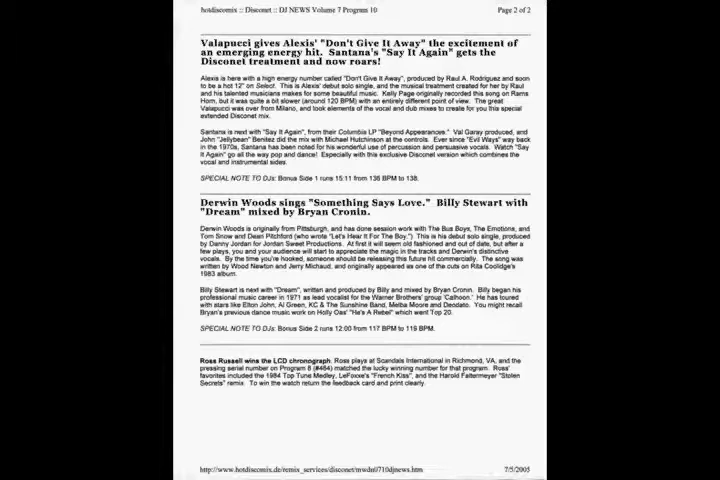 hotdiscomix :: Disconet :: DJ NEWS Volume 7 Program 10
Page 2 of 2
Valapucci gives Alexis' "Don't Give It Away" the excitement of
an emerging energy hit.  Santana's "Say It Again" gets the
Disconet treatment and now roars!
Alexis is here with a high energy number called "Don't Give It Away", produced by Raul A. Rodriguez and soon
to be a hot 12" on Select.  This is Alexis' debut solo single, and the musical treatment created for her by Raul
and his talented musicians makes for some beautiful music.  Kelly Page originally recorded this song on Rams
Horn, but it was quite a bit slower (around 120 BPM) with an entirely different point of view.  The great
Valapucci was over from Milano, and took elements of the vocal and dub mixes to create for you this special
extended Disconet mix.
Santana is next with "Say It Again", from their Columbia LP "Beyond Appearances."  Val Garay produced, and
John "Jellybean" Benitez did the mix with Michael Hutchinson at the controls.  Ever since "Evil Ways" way back
in the 1970s, Santana has been noted for his wonderful use of percussion and persuasive vocals.  Watch "Say
It Again" go all the way pop and dance!  Especially with this exclusive Disconet version which combines the
vocal and instrumental sides.
SPECIAL NOTE TO DJs: Bonus Side 1 runs 15:11 from 136 BPM to 138.
Derwin Woods sings "Something Says Love."  Billy Stewart with
"Dream" mixed by Bryan Cronin.
Derwin Woods is originally from Pittsburgh, and has done session work with The Bus Boys, The Emotions, and
Tom Snow and Dean Pitchford (who wrote "Let's Hear It For The Boy.")  This is his debut solo single, produced
by Danny Jordan for Jordan Sweet Productions.  At first it will seem old fashioned and out of date, but after a
few plays, you and your audience will start to appreciate the magic in the tracks and Derwin's distinctive
vocals.  By the time you're hooked, someone should be releasing this future hit commercially.  The song was
written by Wood Newton and Jerry Michaud, and originally appeared as one of the cuts on Rita Coolidge's
1983 album.
Billy Stewart is next with "Dream", written and produced by Billy and mixed by Bryan Cronin.  Billy began his
professional music career in 1971 as lead vocalist for the Warner Brothers' group 'Calhoon.'  He has toured
with stars like Elton John, Al Green, KC & The Sunshine Band, Melba Moore and Deodato.  You might recall
Bryan's previous dance music work on Holly Oas' "He's A Rebel" which went Top 20.
SPECIAL NOTE TO DJs: Bonus Side 2 runs 12:00 from 117 BPM to 119 BPM.
Ross Russell wins the LCD chronograph. Ross plays at Scandals International in Richmond, VA, and the
pressing serial number on Program 8 (#464) matched the lucky winning number for that program.  Ross'
favorites included the 1984 Top Tune Medley, LeFoxxe's "French Kiss", and the Harold Faltermeyer "Stolen
Secrets" remix.  To win the watch return the feedback card and print clearly.
http://www.hotdiscomix.de/remix_services/disconet/mwdn0710djnews.htm
7/5/2005